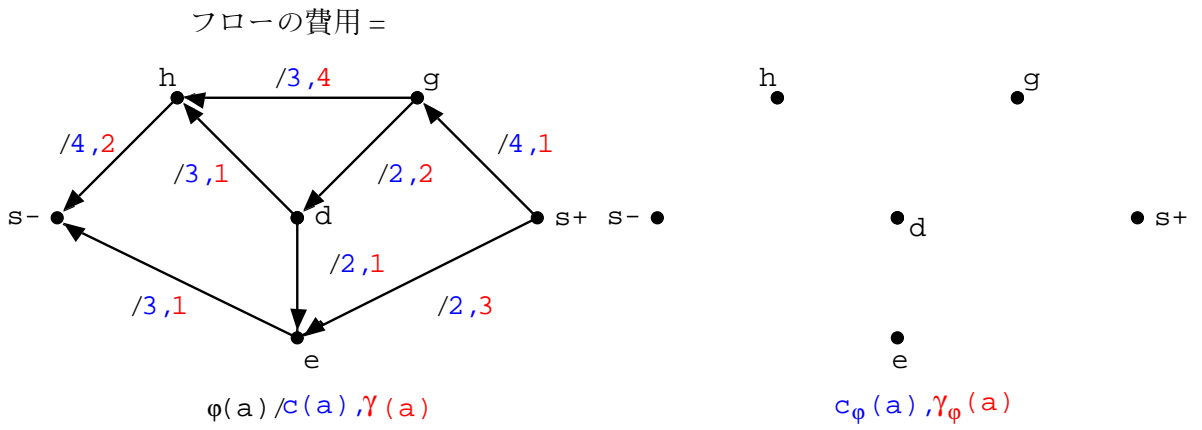 フローの費用 =
h
/3,4
g
h
g
/4,2
/3,1
/2,2
/4,1
s-
d
s+
s-
d
s+
/2,1
/3,1
/2,3
e
e
φ(a)/c(a),γ(a)
cφ(a),γφ(a)